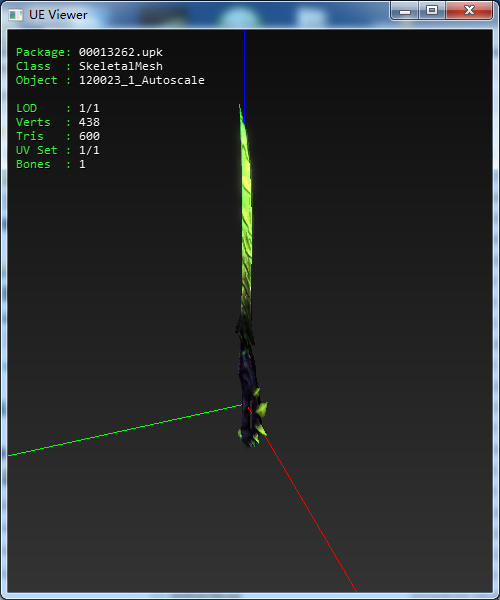 UE Viewer
Package: 00013262.upk
Class  : SkeletalMesh
Object : 120023_1_Autoscale
LOD    : 1/1
Verts  : 438
Tris   : 600
UV Set : 1/1
Bones  : 1